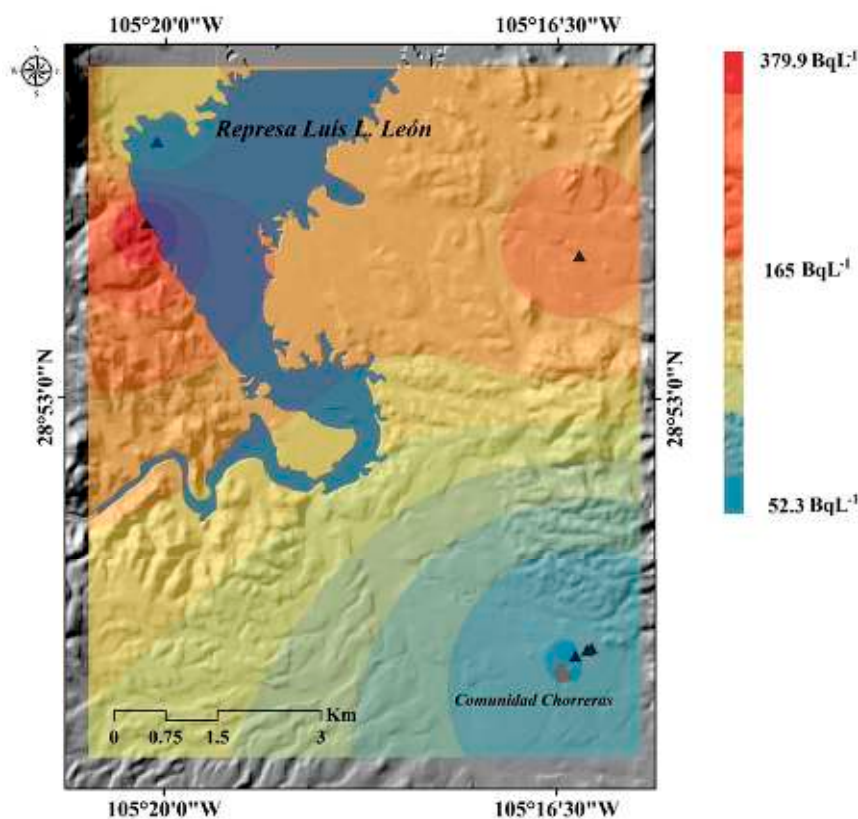 105°20'0"W
105°16'30"W
379.9 BqL⁻¹
Represa Luís L. León
165 BqL⁻¹
28°53'0"N
28°53'0"N
52.3 BqL⁻¹
Comunidad Chorreras
Km
0 0.75 1.5 3
105°20'0"W
105°16'30"W